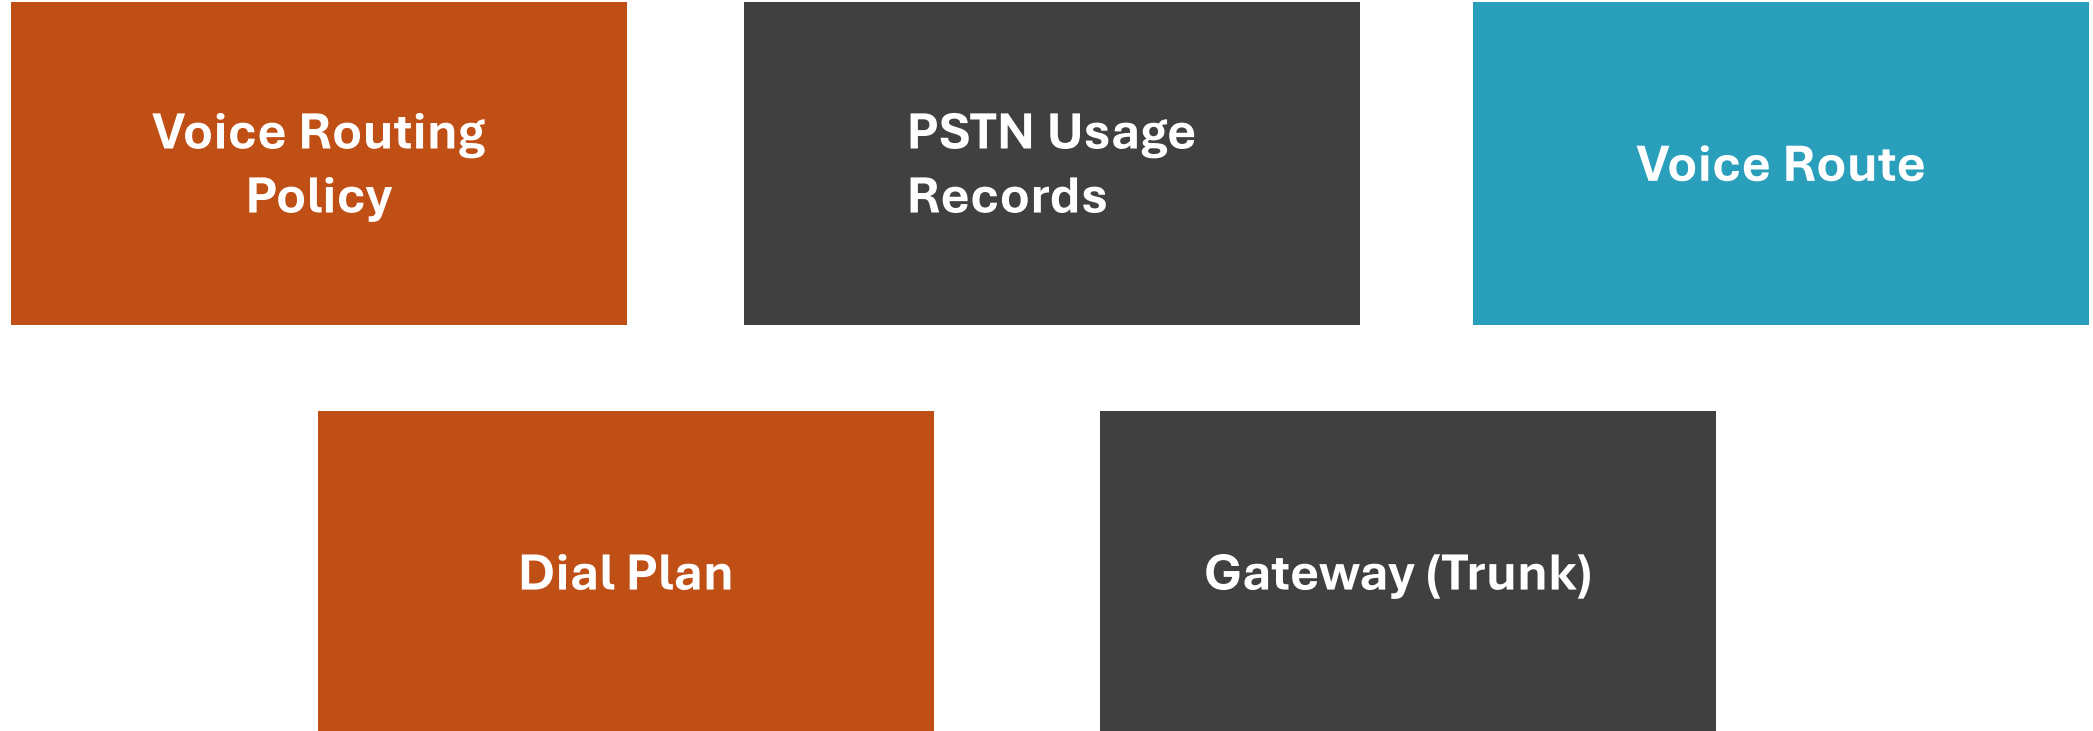 Voice Routing
Policy
PSTN Usage
Records
Voice Route
Dial Plan
Gateway (Trunk)